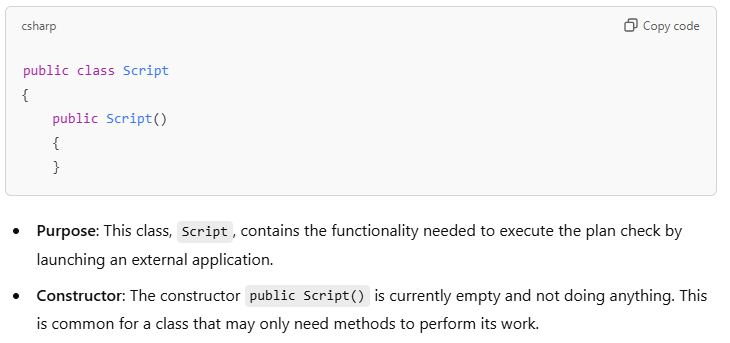 csharp Copy code
public class Script
{
public Script()
{
}
Purpose: This class, Script, contains the functionality needed to execute the plan check by
launching an external application.
Constructor: The constructor public Script() is currently empty and not doing anything. This
is common for a class that may only need methods to perform its work.